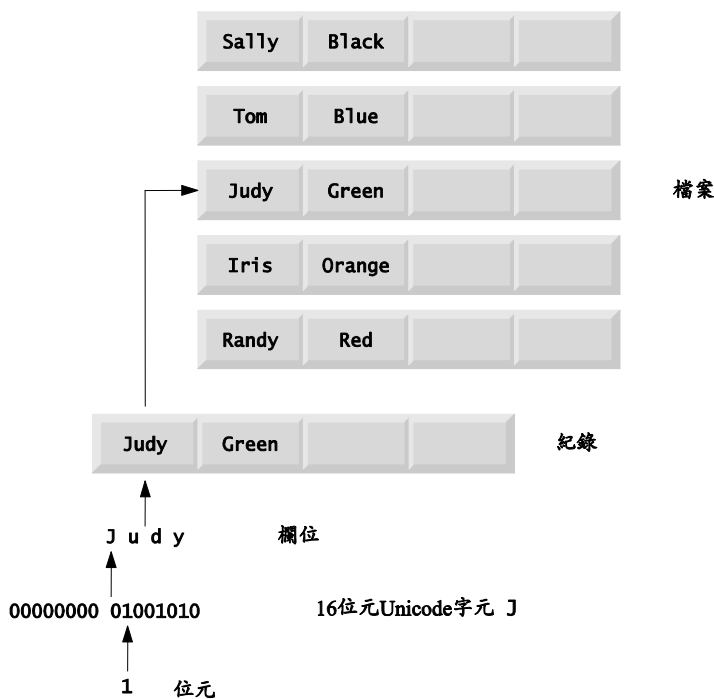 Sally Black
Tom Blue
Judy Green 檔案
Iris Orange
Randy Red
Judy Green 紀錄
J u d y 欄位
00000000 01001010 16位元Unicode字元 J
1 位元